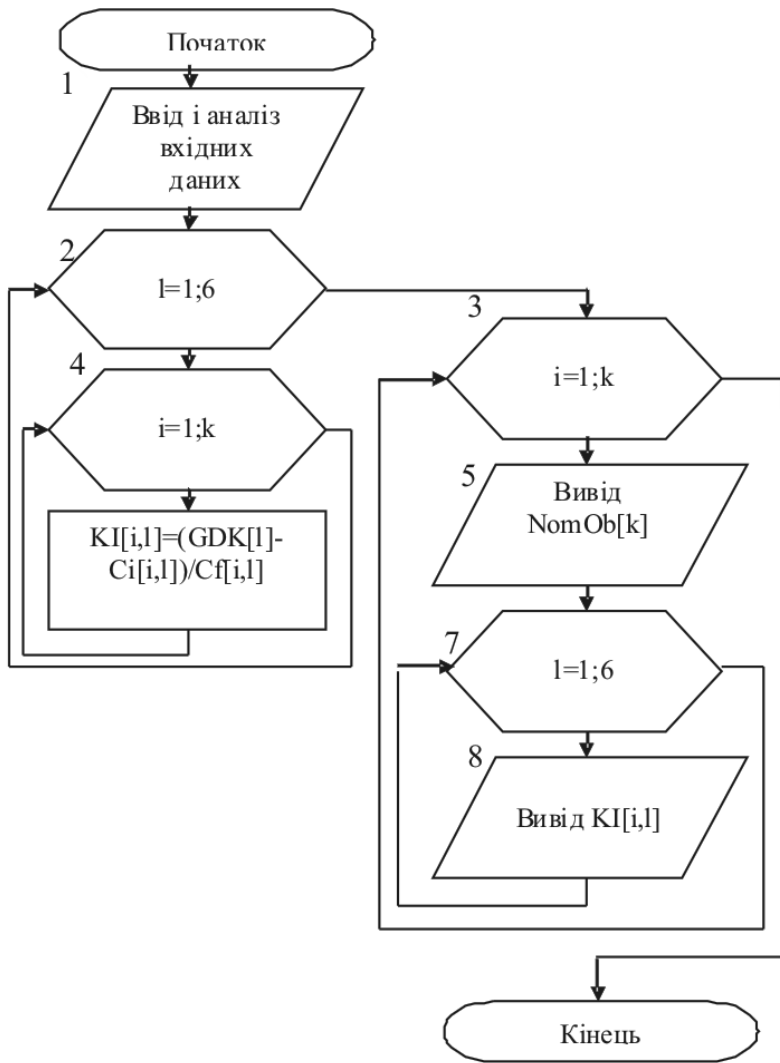 Початок
1
Ввід і аналіз
вхідних
даних
2
l=1;6
4
i=1;k
KI[i,l]=(GDK[l]-
Ci[i,l])/Cf[i,l]
3
i=1;k
5
Вивід
NomOb[k]
7
l=1;6
8
Вивід KI[i,l]
Кінець